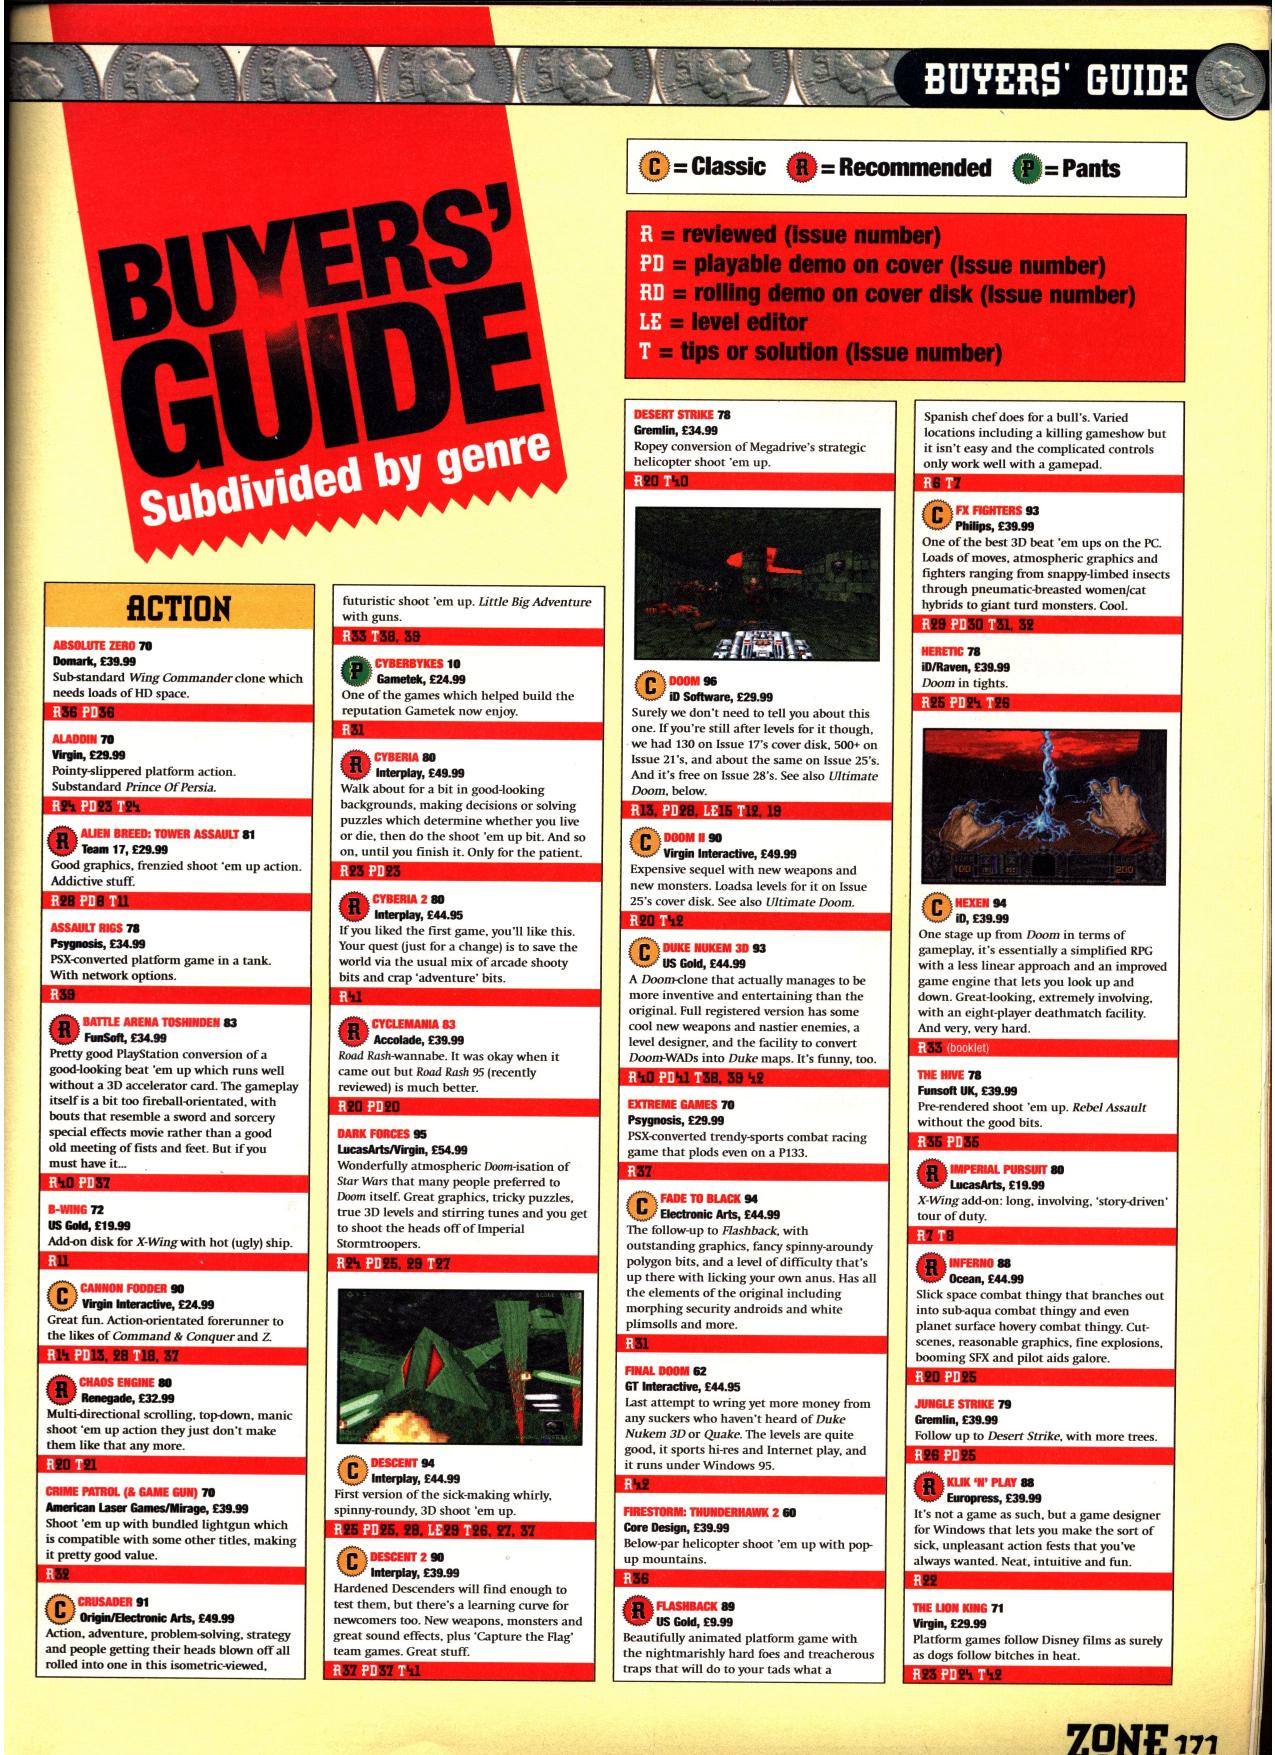 BUYERS' GUIDE
C = Classic R = Recommended P = Pants
R = reviewed (issue number)
PD = playable demo on cover (Issue number)
RD = rolling demo on cover disk (Issue number)
LE = level editor
T = tips or solution (Issue number)
BUYERS'
GUIDE
Subdivided by genre
ACTION
ABSOLUTE ZERO 70
Domark, £39.99
Sub-standard Wing Commander clone which
needs loads of HD space.
R36 PD36
ALADDIN 70
Virgin, £29.99
Pointy-slippered platform action.
Substandard Prince Of Persia.
R24 PD23 T24
R ALIEN BREED: TOWER ASSAULT 81
Team 17, £29.99
Good graphics, frenzied shoot 'em up action.
Addictive stuff.
R28 PD8 T11
ASSAULT RIGS 78
Psygnosis, £34.99
PSX-converted platform game in a tank.
With network options.
R39
R BATTLE ARENA TOSHINDEN 83
FunSoft, £34.99
Pretty good PlayStation conversion of a
good-looking beat 'em up which runs well
without a 3D accelerator card. The gameplay
itself is a bit too fireball-orientated, with
bouts that resemble a sword and sorcery
special effects movie rather than a good
old meeting of fists and feet. But if you
must have it...
R40 PD37
B-WING 72
US Gold, £19.99
Add-on disk for X-Wing with hot (ugly) ship.
R11
C CANNON FODDER 90
Virgin Interactive, £24.99
Great fun. Action-orientated forerunner to
the likes of Command & Conquer and Z.
R14 PD13, 28 T18, 37
R CHAOS ENGINE 80
Renegade, £32.99
Multi-directional scrolling, top-down, manic
shoot 'em up action they just don't make
them like that any more.
R20 T21
CRIME PATROL (& GAME GUN) 70
American Laser Games/Mirage, £39.99
Shoot 'em up with bundled lightgun which
is compatible with some other titles, making
it pretty good value.
R32
C CRUSADER 91
Origin/Electronic Arts, £49.99
Action, adventure, problem-solving, strategy
and people getting their heads blown off all
rolled into one in this isometric-viewed,
futuristic shoot 'em up. Little Big Adventure
with guns.
R33 T38, 39
P CYBERBYKES 10
Gametek, £24.99
One of the games which helped build the
reputation Gametek now enjoy.
R31
R CYBERIA 80
Interplay, £49.99
Walk about for a bit in good-looking
backgrounds, making decisions or solving
puzzles which determine whether you live
or die, then do the shoot 'em up bit. And so
on, until you finish it. Only for the patient.
R23 PD23
R CYBERIA 2 80
Interplay, £44.95
If you liked the first game, you'll like this.
Your quest (just for a change) is to save the
world via the usual mix of arcade shooty
bits and crap 'adventure' bits.
R41
R CYCLEMANIA 83
Accolade, £39.99
Road Rash-wannabe. It was okay when it
came out but Road Rash 95 (recently
reviewed) is much better.
R20 PD20
DARK FORCES 95
LucasArts/Virgin, £54.99
Wonderfully atmospheric Doom-isation of
Star Wars that many people preferred to
Doom itself. Great graphics, tricky puzzles,
true 3D levels and stirring tunes and you get
to shoot the heads off of Imperial
Stormtroopers.
R24 PD25, 29 T27
C DESCENT 94
Interplay, £44.99
First version of the sick-making whirly,
spinny-roundy, 3D shoot 'em up.
R25 PD25, 28, LE29 T26, 27, 37
C DESCENT 2 90
Interplay, £39.99
Hardened Descenders will find enough to
test them, but there's a learning curve for
newcomers too. New weapons, monsters and
great sound effects, plus 'Capture the Flag'
team games. Great stuff.
R37 PD37 T41
DESERT STRIKE 78
Gremlin, £34.99
Ropey conversion of Megadrive's strategic
helicopter shoot 'em up.
R20 T40
C DOOM 96
iD Software, £29.99
Surely we don't need to tell you about this
one. If you're still after levels for it though,
we had 130 on Issue 17's cover disk, 500+ on
Issue 21's, and about the same on Issue 25's.
And it's free on Issue 28's. See also Ultimate
Doom, below.
R13, PD28, LE15 T12, 19
C DOOM II 90
Virgin Interactive, £49.99
Expensive sequel with new weapons and
new monsters. Loadsa levels for it on Issue
25's cover disk. See also Ultimate Doom.
R20 T42
C DUKE NUKEM 3D 93
US Gold, £44.99
A Doom-clone that actually manages to be
more inventive and entertaining than the
original. Full registered version has some
cool new weapons and nastier enemies, a
level designer, and the facility to convert
Doom-WADs into Duke maps. It's funny, too.
R40 PD41 T38, 39 42
EXTREME GAMES 70
Psygnosis, £29.99
PSX-converted trendy-sports combat racing
game that plods even on a P133.
R37
C FADE TO BLACK 94
Electronic Arts, £44.99
The follow-up to Flashback, with
outstanding graphics, fancy spinny-aroundy
polygon bits, and a level of difficulty that's
up there with licking your own anus. Has all
the elements of the original including
morphing security androids and white
plimsolls and more.
R31
FINAL DOOM 62
GT Interactive, £44.95
Last attempt to wring yet more money from
any suckers who haven't heard of Duke
Nukem 3D or Quake. The levels are quite
good, it sports hi-res and Internet play, and
it runs under Windows 95.
R42
FIRESTORM: THUNDERHAWK 2 60
Core Design, £39.99
Below-par helicopter shoot 'em up with pop-
up mountains.
R36
R FLASHBACK 89
US Gold, £9.99
Beautifully animated platform game with
the nightmarishly hard foes and treacherous
traps that will do to your tads what a
Spanish chef does for a bull's. Varied
locations including a killing gameshow but
it isn't easy and the complicated controls
only work well with a gamepad.
R6 T7
C FX FIGHTERS 93
Philips, £39.99
One of the best 3D beat 'em ups on the PC.
Loads of moves, atmospheric graphics and
fighters ranging from snappy-limbed insects
through pneumatic-breasted women/cat
hybrids to giant turd monsters. Cool.
R29 PD30 T31, 32
HERETIC 78
iD/Raven, £39.99
Doom in tights.
R25 PD24 T26
100 200
C HEXEN 94
iD, £39.99
One stage up from Doom in terms of
gameplay, it's essentially a simplified RPG
with a less linear approach and an improved
game engine that lets you look up and
down. Great-looking, extremely involving,
with an eight-player deathmatch facility.
And very, very hard.
R33 (booklet)
THE HIVE 78
Funsoft UK, £39.99
Pre-rendered shoot 'em up. Rebel Assault
without the good bits.
R35 PD35
R IMPERIAL PURSUIT 80
LucasArts, £19.99
X-Wing add-on: long, involving, 'story-driven'
tour of duty.
R7 T8
R INFERNO 88
Ocean, £44.99
Slick space combat thingy that branches out
into sub-aqua combat thingy and even
planet surface hovery combat thingy. Cut-
scenes, reasonable graphics, fine explosions,
booming SFX and pilot aids galore.
R20 PD25
JUNGLE STRIKE 79
Gremlin, £39.99
Follow up to Desert Strike, with more trees.
R26 PD25
R KLIK 'N' PLAY 88
Europress, £39.99
It's not a game as such, but a game designer
for Windows that lets you make the sort of
sick, unpleasant action fests that you've
always wanted. Neat, intuitive and fun.
R22
THE LION KING 71
Virgin, £29.99
Platform games follow Disney films as surely
as dogs follow bitches in heat.
R23 PD24 T42
ZONE